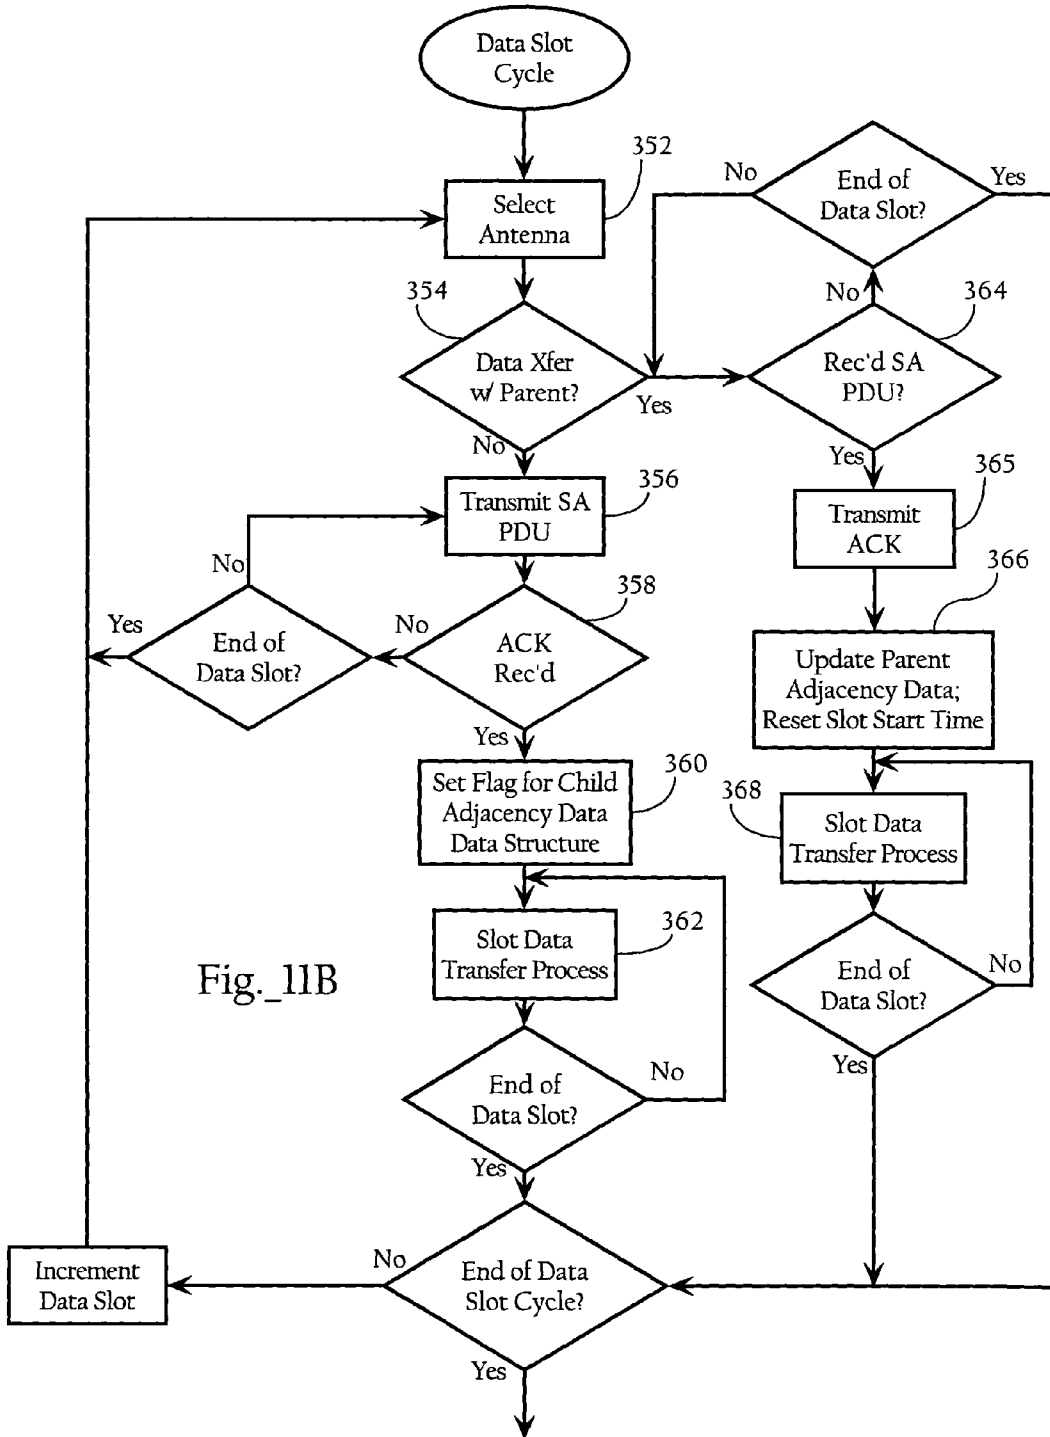 Data Slot
Cycle
352
Select
Antenna
No
End of
Data Slot?
Yes
354
Data Xfer
w/ Parent?
Yes
No
No
364
Rec'd SA
PDU?
Yes
356
Transmit SA
PDU
365
Transmit
ACK
No
358
366
Yes
End of
Data Slot?
No
ACK
Rec'd
Yes
Update Parent
Adjacency Data;
Reset Slot Start Time
360
Set Flag for Child
Adjacency Data
Data Structure
368
Slot Data
Transfer Process
362
Slot Data
Transfer Process
Fig._11B
End of
Data Slot?
No
Yes
End of
Data Slot?
No
Yes
Increment
Data Slot
No
End of Data
Slot Cycle?
Yes